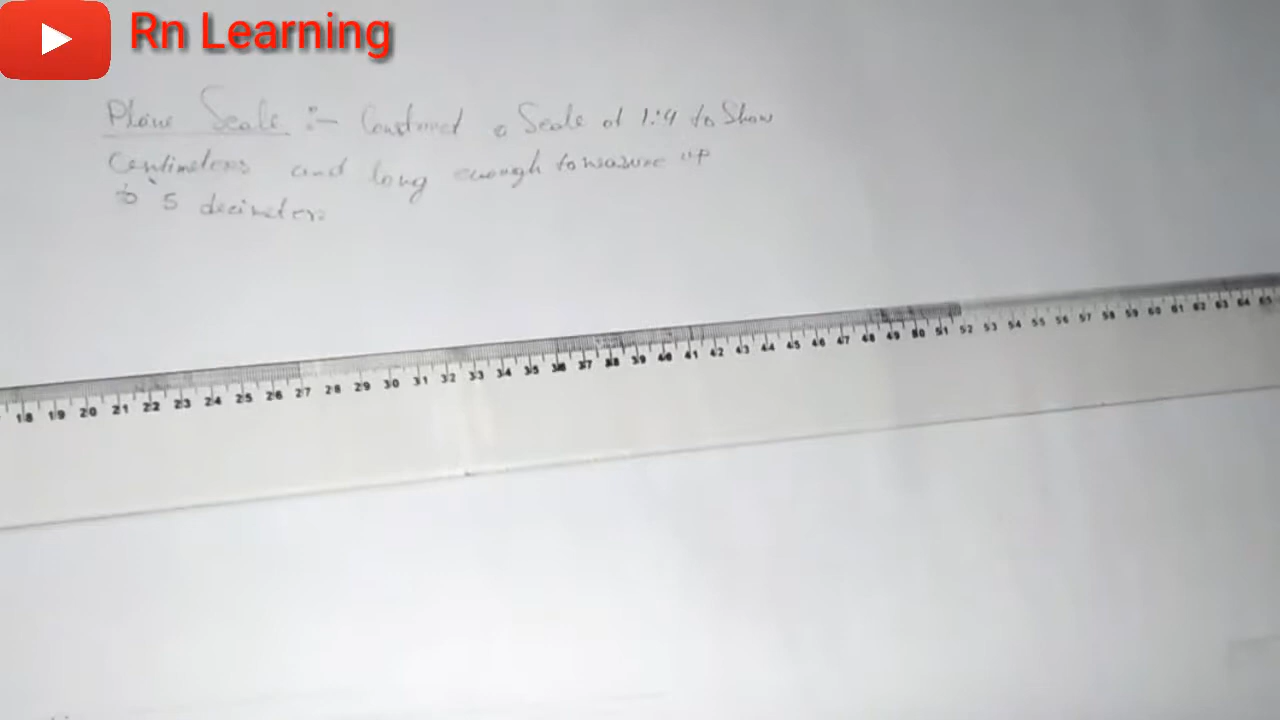 Rn Learning
Plane Scale :- Construct a Scale of 1:4 to Show
Centimeters and long enough to measure up
to 5 decimeters
18 19 20 21 22 23 24 25 26 27 28 29 30 31 32 33 34 35 36 37 38 39 40 41 42 43 44 45 46 47 48 49 50 51 52 53 54 55 56 57 58 59 60 61 62 63 64 65